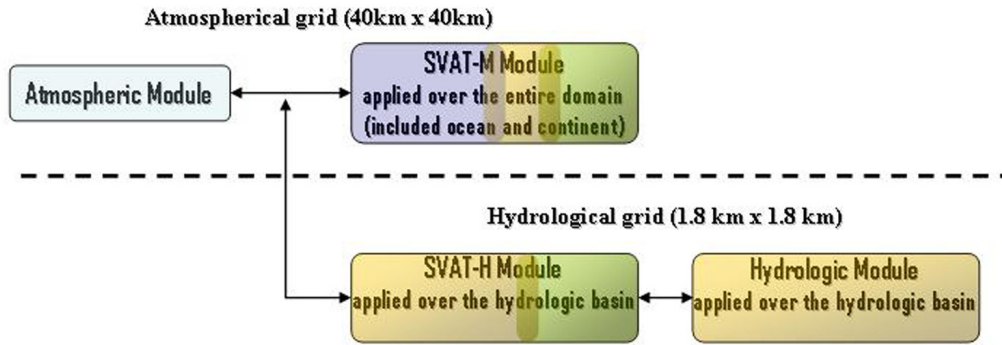 Atmospherical grid (40km x 40km)
Atmospheric Module
SVAT-M Module
applied over the entire domain
(included ocean and continent)
Hydrological grid (1.8 km x 1.8 km)
SVAT-H Module
applied over the hydrologic basin
Hydrologic Module
applied over the hydrologic basin